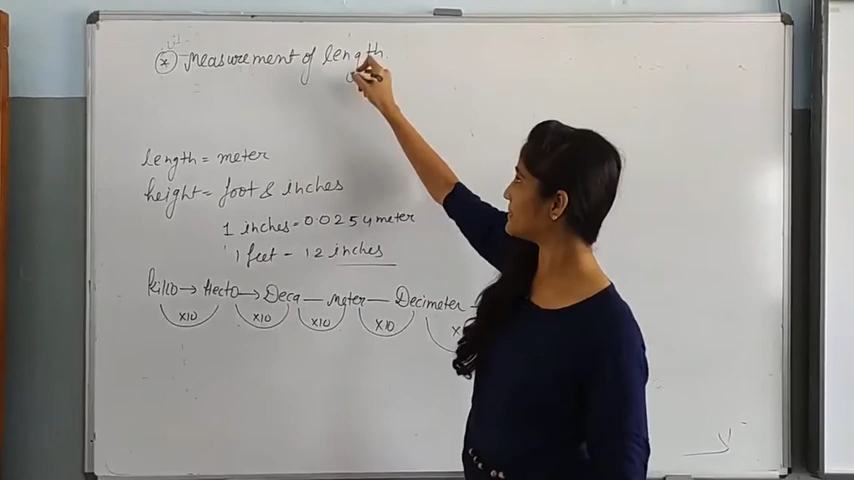 * Measurement of length
length = meter
height = foot & inches
1 inches = 0.0254 meter
1 feet - 12 inches
Killo → Hecto → Deca — Meter — Decimeter —
x10 x10 x10 x10 x